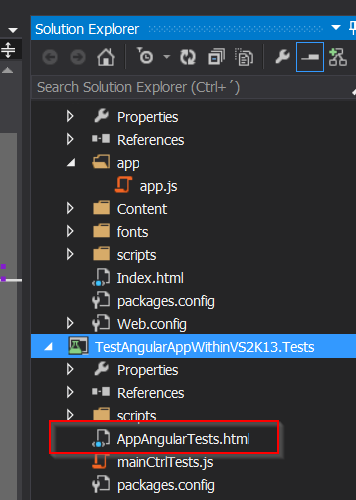 Solution Explorer
Search Solution Explorer (Ctrl+´)
Properties
References
app
app.js
Content
fonts
scripts
Index.html
packages.config
Web.config
TestAngularAppWithinVS2K13.Tests
Properties
References
scripts
AppAngularTests.html
mainCtrlTests.js
packages.config